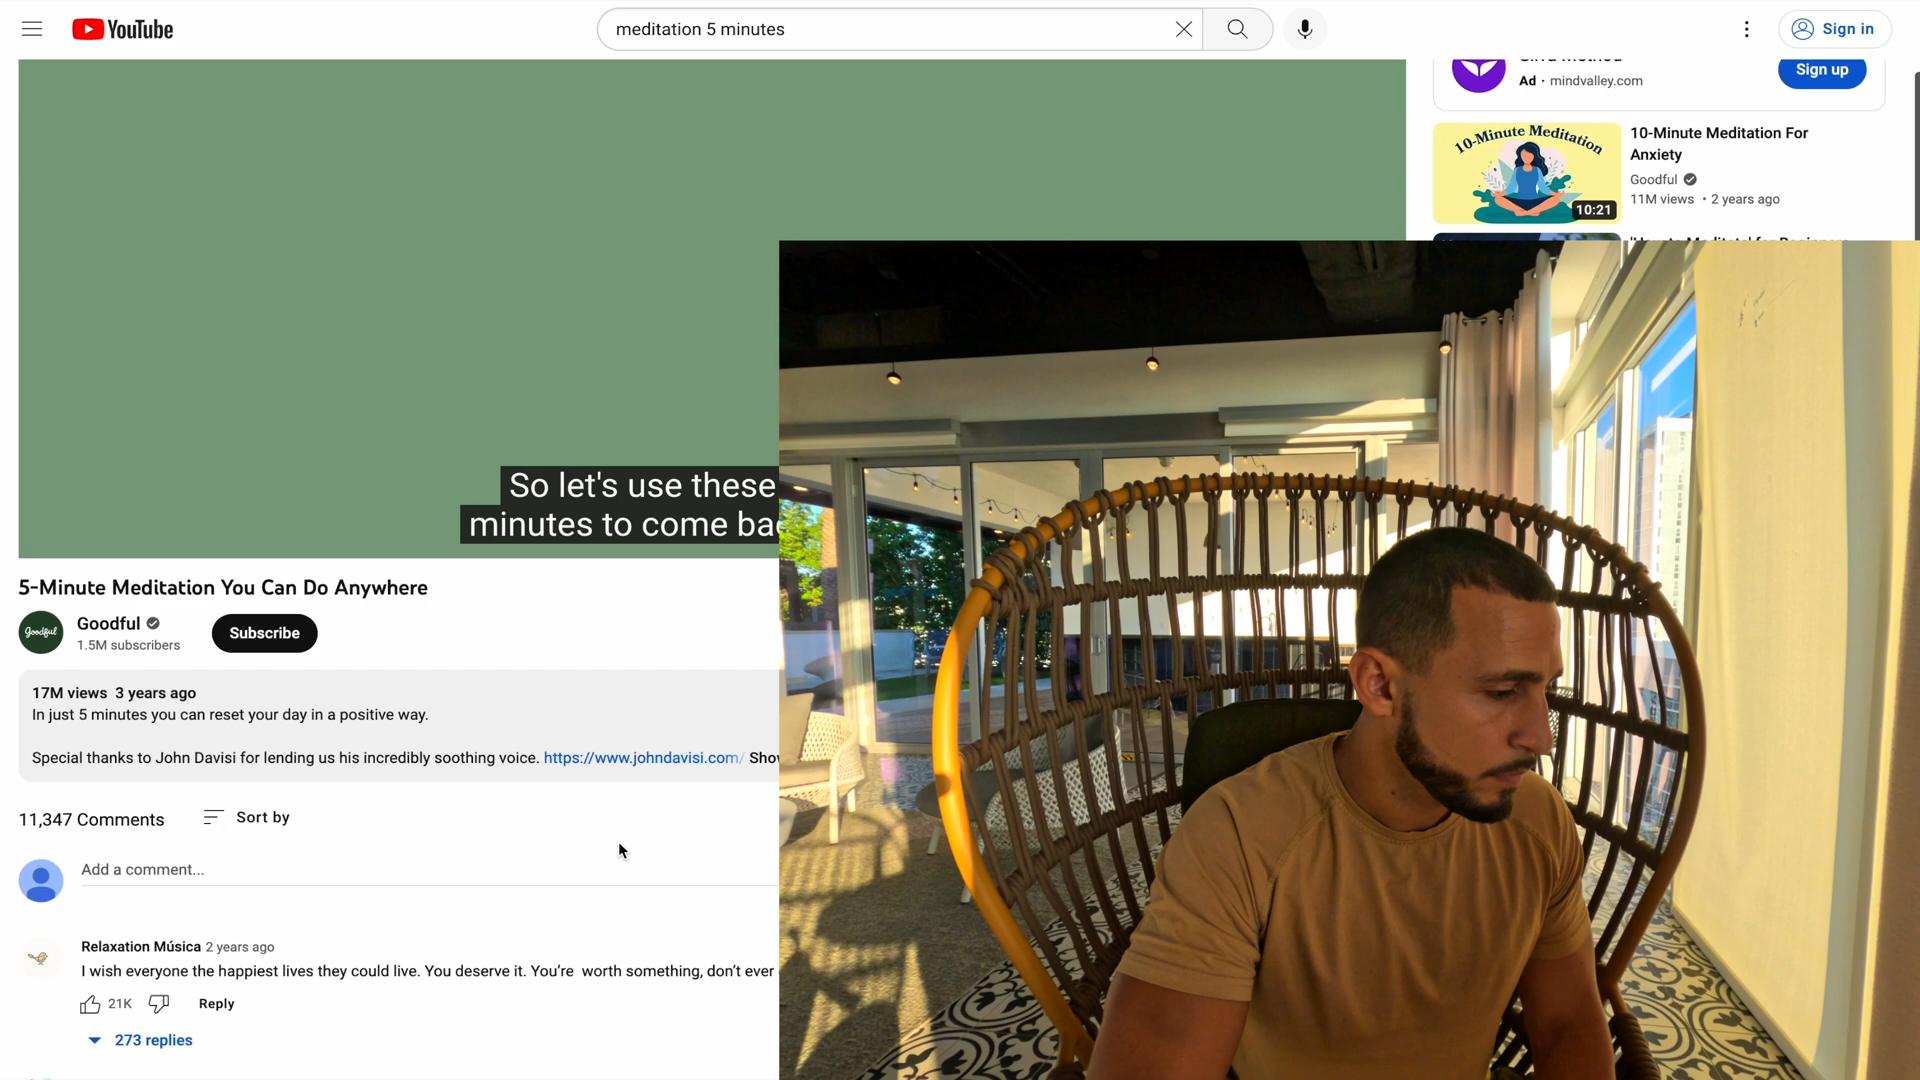 YouTube
meditation 5 minutes
Sign in
Ad · mindvalley.com
Sign up
10-Minute Meditation
10:21
10-Minute Meditation For
Anxiety
Goodful
11M views • 2 years ago
So let's use these
minutes to come
5-Minute Meditation You Can Do Anywhere
Goodful
Goodful
1.5M subscribers
Subscribe
17M views 3 years ago
In just 5 minutes you can reset your day in a positive way.
Special thanks to John Davisi for lending us his incredibly soothing voice. https://www.johndavisi.com/
11,347 Comments
Sort by
Add a comment...
Relaxation Música 2 years ago
I wish everyone the happiest lives they could live. You deserve it. You're worth something, don't ever
21K
Reply
273 replies